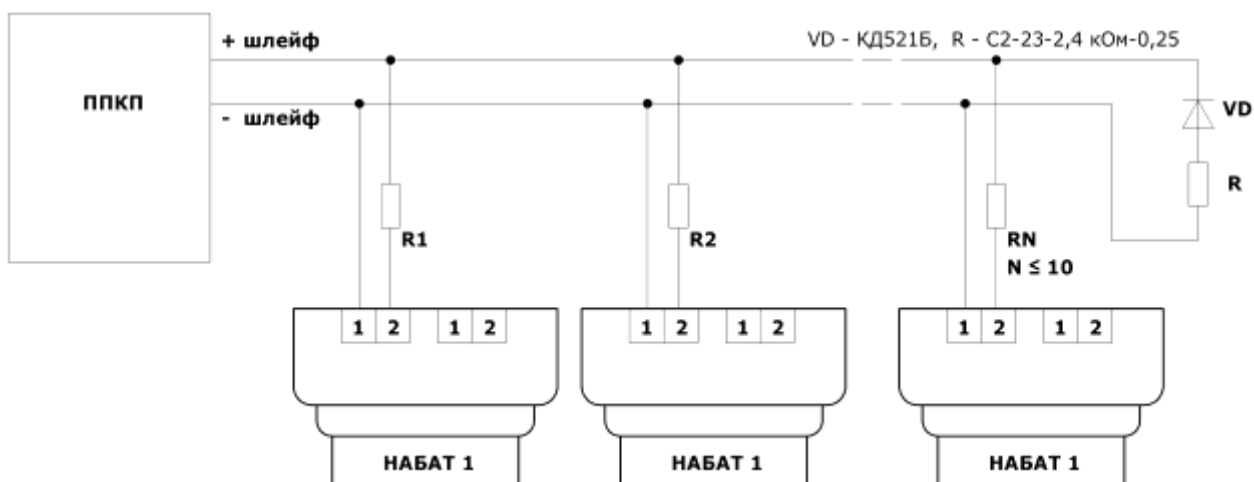 + шлейф
VD - КД521Б, R - С2-23-2,4 кОм-0,25
ППКП
- шлейф
VD
R
R1
R2
RN
N ≤ 10
1 2 1 2
1 2 1 2
1 2 1 2
НАБАТ 1
НАБАТ 1
НАБАТ 1